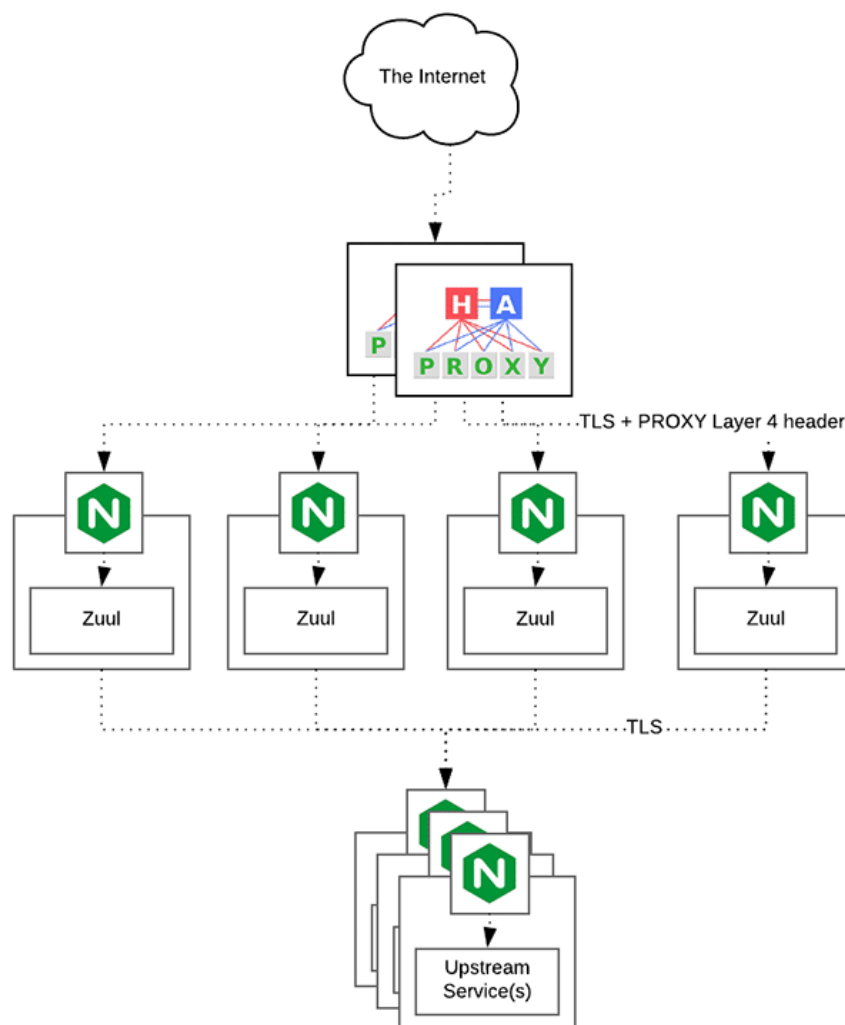 The Internet
P
H A
P R O X Y
TLS + PROXY Layer 4 header
N N N N
Zuul Zuul Zuul Zuul
TLS
N
Upstream
Service(s)